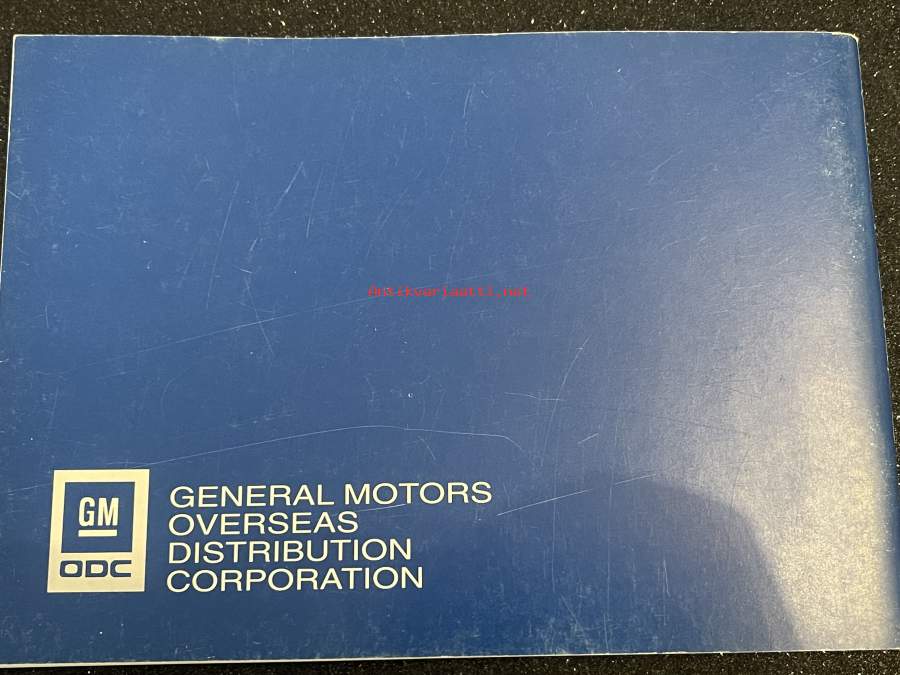 Antikvariaatti.net
GM
ODC
GENERAL MOTORS
OVERSEAS
DISTRIBUTION
CORPORATION